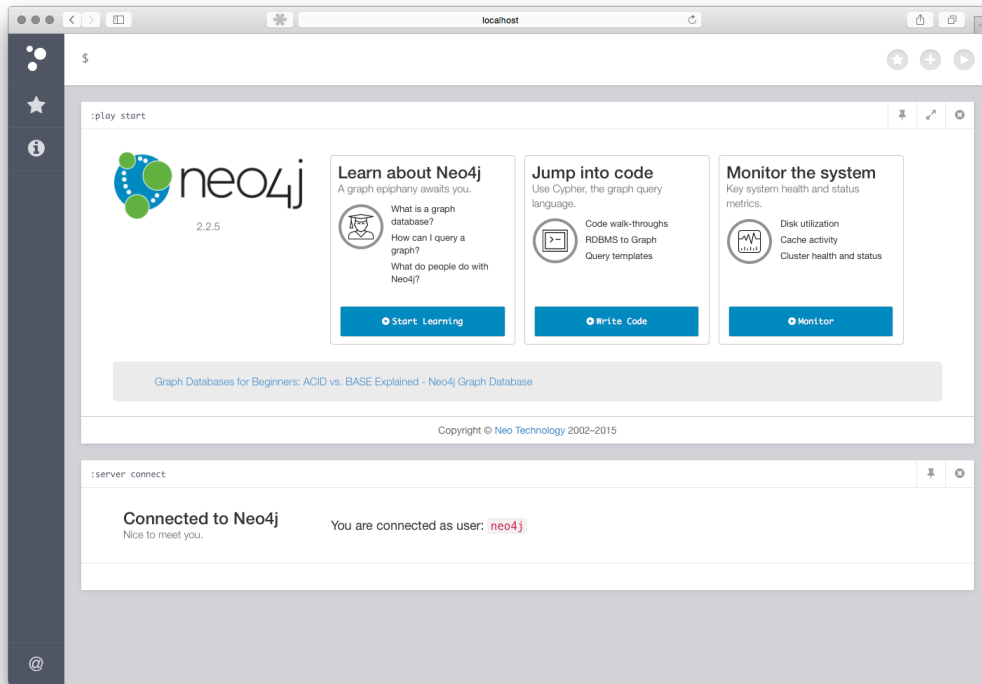 localhost
$
:play start
neo4j
2.2.5
Learn about Neo4j
A graph epiphany awaits you.
What is a graph
database?
How can I query a
graph?
What do people do with
Neo4j?
Start Learning
Jump into code
Use Cypher, the graph query
language.
Code walk-throughs
RDBMS to Graph
Query templates
Write Code
Monitor the system
Key system health and status
metrics.
Disk utilization
Cache activity
Cluster health and status
Monitor
Graph Databases for Beginners: ACID vs. BASE Explained - Neo4j Graph Database
Copyright © Neo Technology 2002–2015
:server connect
Connected to Neo4j
Nice to meet you.
You are connected as user: neo4j
@